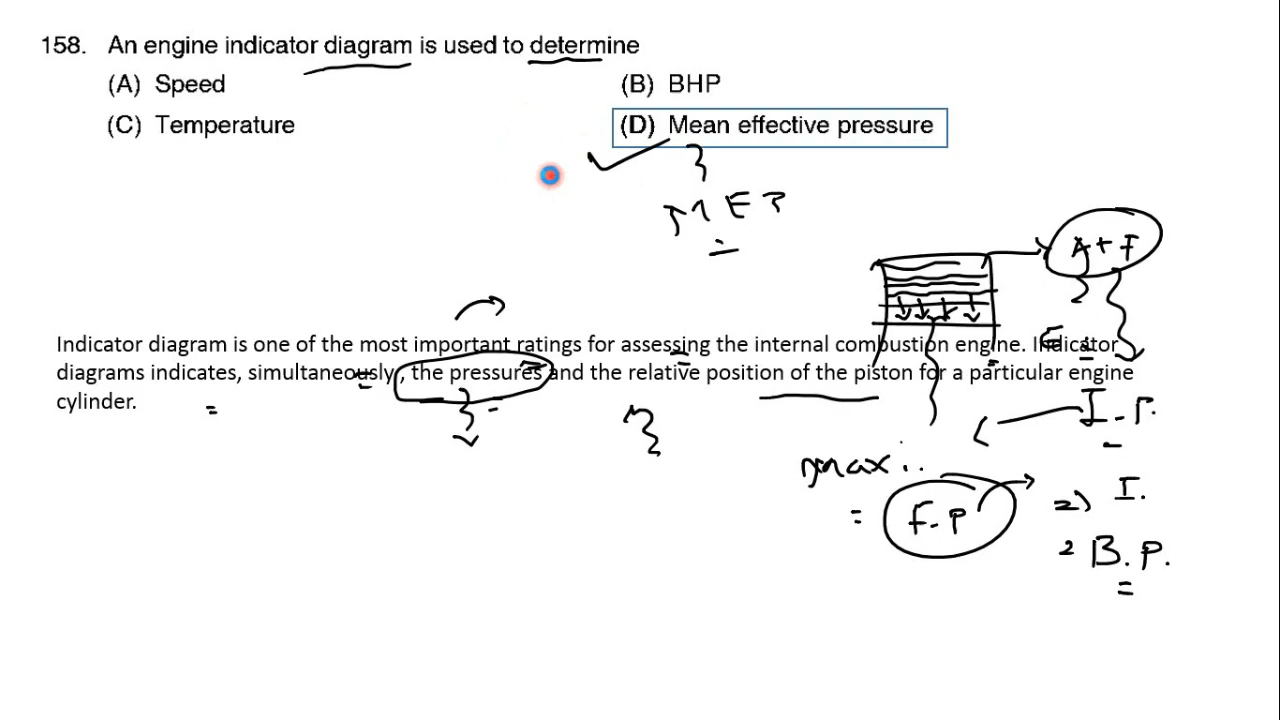 158. An engine indicator diagram is used to determine
(A) Speed (B) BHP
(C) Temperature (D) Mean effective pressure
MEP
A + F
Indicator diagram is one of the most important ratings for assessing the internal combustion engine. Indicator
diagrams indicates, simultaneously, the pressures and the relative position of the piston for a particular engine
cylinder.
I.P.
max..
F.P
2) I.
2 B.P.